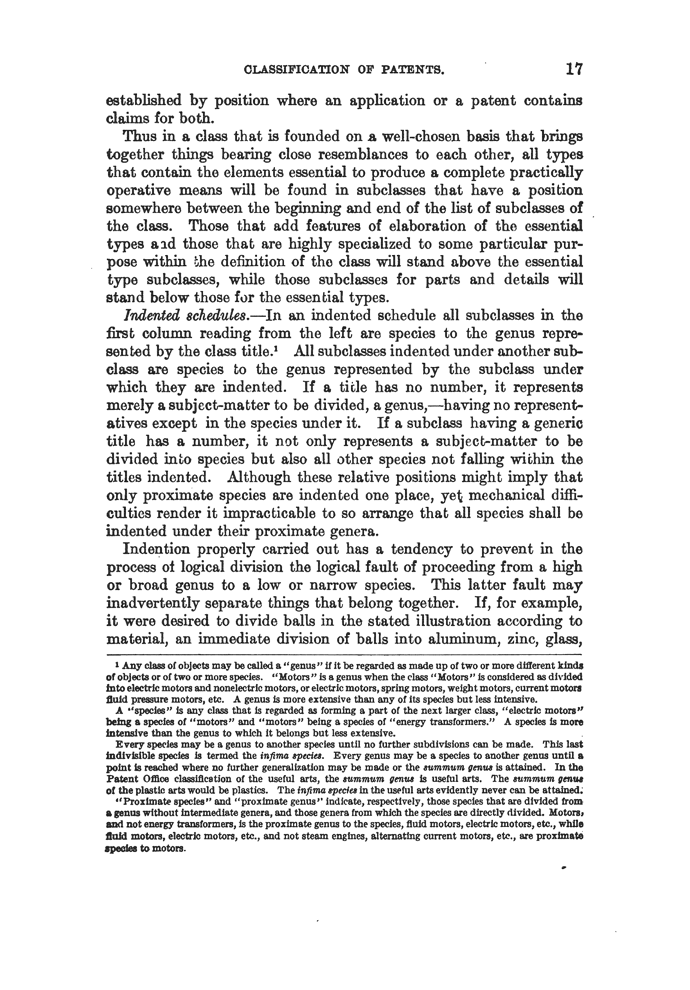 CLASSIFICATION OF PATENTS. 17
established by position where an application or a patent contains
claims for both.
Thus in a class that is founded on a well-chosen basis that brings
together things bearing close resemblances to each other, all types
that contain the elements essential to produce a complete practically
operative means will be found in subclasses that have a position
somewhere between the beginning and end of the list of subclasses of
the class. Those that add features of elaboration of the essential
types and those that are highly specialized to some particular pur-
pose within the definition of the class will stand above the essential
type subclasses, while those subclasses for parts and details will
stand below those for the essential types.
Indented schedules.—In an indented schedule all subclasses in the
first column reading from the left are species to the genus repre-
sented by the class title.¹ All subclasses indented under another sub-
class are species to the genus represented by the subclass under
which they are indented. If a title has no number, it represents
merely a subject-matter to be divided, a genus,—having no represent-
atives except in the species under it. If a subclass having a generic
title has a number, it not only represents a subject-matter to be
divided into species but also all other species not falling within the
titles indented. Although these relative positions might imply that
only proximate species are indented one place, yet mechanical diffi-
culties render it impracticable to so arrange that all species shall be
indented under their proximate genera.
Indention properly carried out has a tendency to prevent in the
process of logical division the logical fault of proceeding from a high
or broad genus to a low or narrow species. This latter fault may
inadvertently separate things that belong together. If, for example,
it were desired to divide balls in the stated illustration according to
material, an immediate division of balls into aluminum, zinc, glass,
¹ Any class of objects may be called a "genus" if it be regarded as made up of two or more different kinds
of objects or of two or more species. "Motors" is a genus when the class "Motors" is considered as divided
into electric motors and nonelectric motors, or electric motors, spring motors, weight motors, current motors
fluid pressure motors, etc. A genus is more extensive than any of its species but less intensive.
A "species" is any class that is regarded as forming a part of the next larger class, "electric motors"
being a species of "motors" and "motors" being a species of "energy transformers." A species is more
intensive than the genus to which it belongs but less extensive.
Every species may be a genus to another species until no further subdivisions can be made. This last
indivisible species is termed the infima species. Every genus may be a species to another genus until a
point is reached where no further generalization may be made or the summum genus is attained. In the
Patent Office classification of the useful arts, the summum genus is useful arts. The summum genus
of the plastic arts would be plastics. The infima species in the useful arts evidently never can be attained.
"Proximate species" and "proximate genus" indicate, respectively, those species that are divided from
a genus without intermediate genera, and those genera from which the species are directly divided. Motors,
and not energy transformers, is the proximate genus to the species, fluid motors, electric motors, etc., while
fluid motors, electric motors, etc., and not steam engines, alternating current motors, etc., are proximate
species to motors.